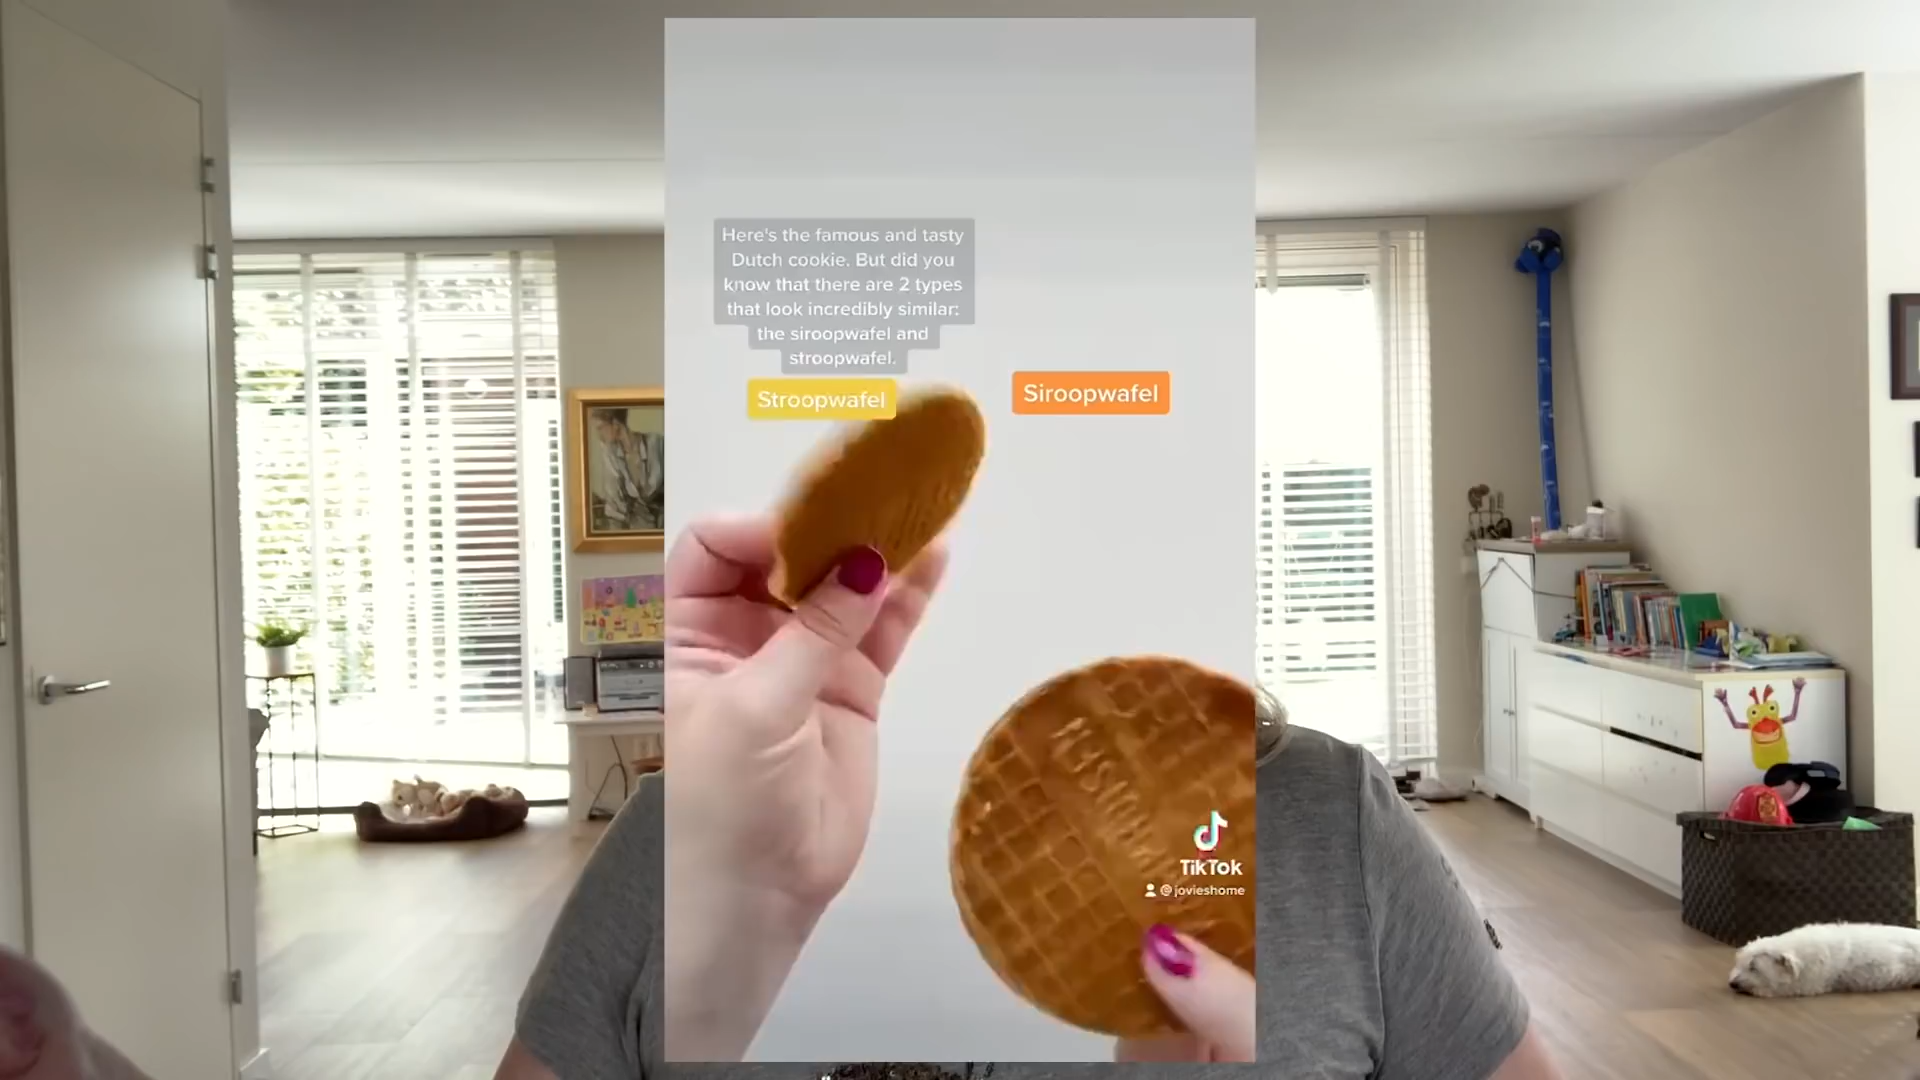 Here's the famous and tasty
Dutch cookie. But did you
know that there are 2 types
that look incredibly similar:
the siroopwafel and
stroopwafel.
Stroopwafel
Siroopwafel
TikTok
@jovieshome